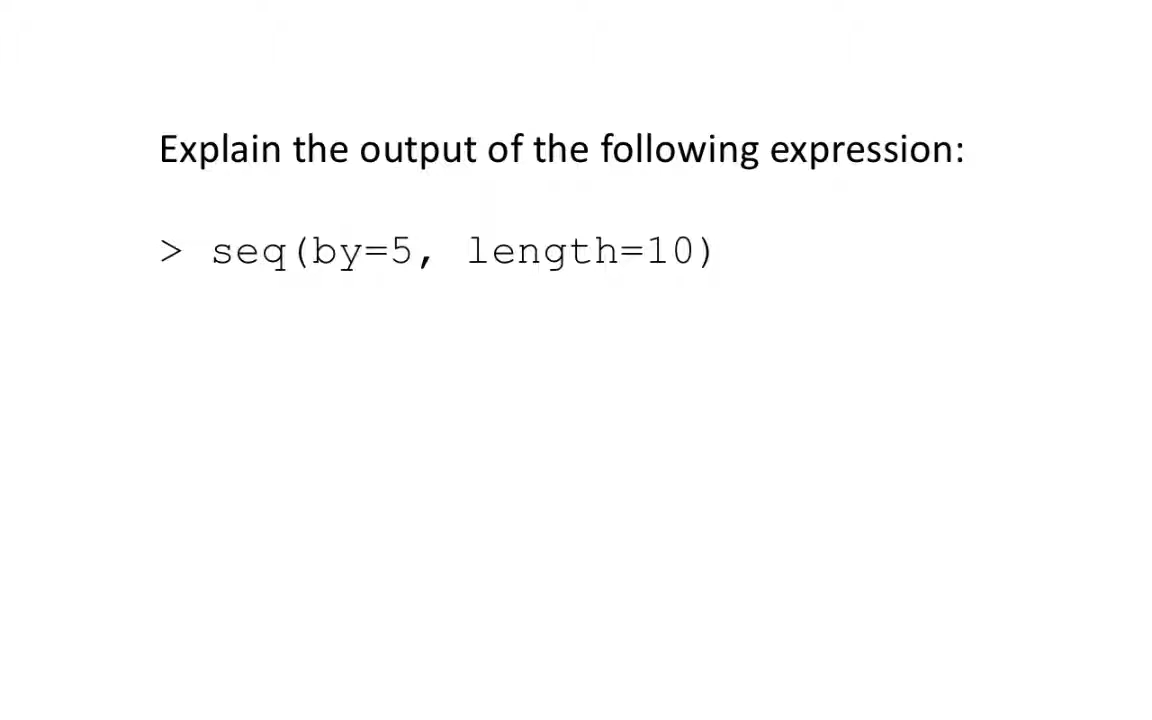 Explain the output of the following expression:
> seq(by=5, length=10)